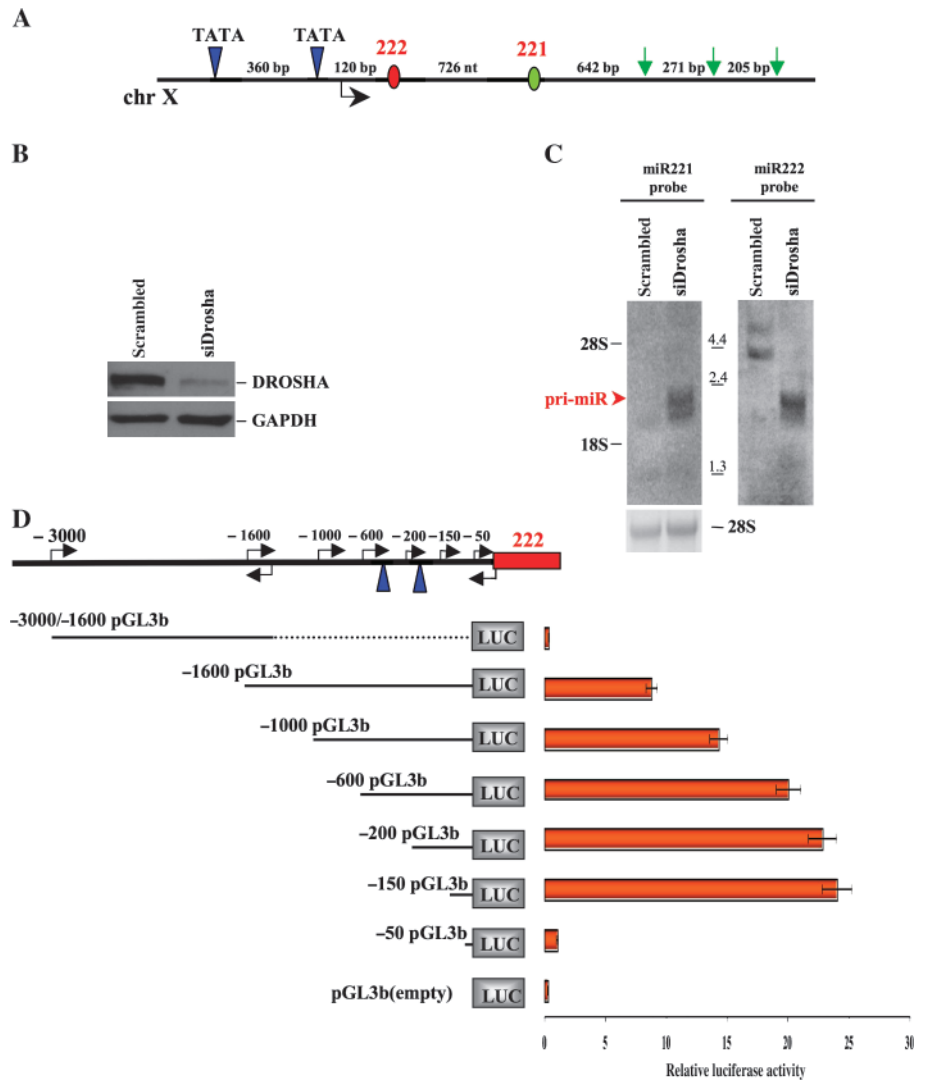 A
TATA
TATA
222
221
360 bp
120 bp
726 nt
642 bp
271 bp
205 bp
chr X
B
Scrambled
siDrosha
DROSHA
GAPDH
C
miR221
probe
miR222
probe
Scrambled
siDrosha
Scrambled
siDrosha
28S
4.4
2.4
pri-miR
18S
1.3
28S
D
– 3000
–1600
–1000
–600
–200
–150
–50
222
–3000/–1600 pGL3b
LUC
–1600 pGL3b
LUC
–1000 pGL3b
LUC
–600 pGL3b
LUC
–200 pGL3b
LUC
–150 pGL3b
LUC
–50 pGL3b
LUC
pGL3b(empty)
LUC
0 5 10 15 20 25 30
Relative luciferase activity